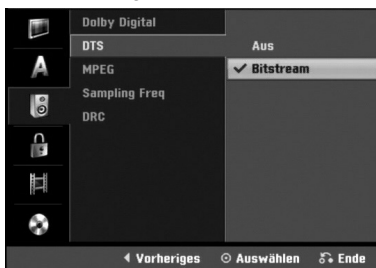 Dolby Digital
DTS
Aus
MPEG
Bitstream
Sampling Freq
DRC
A
Vorheriges
Auswählen
Ende